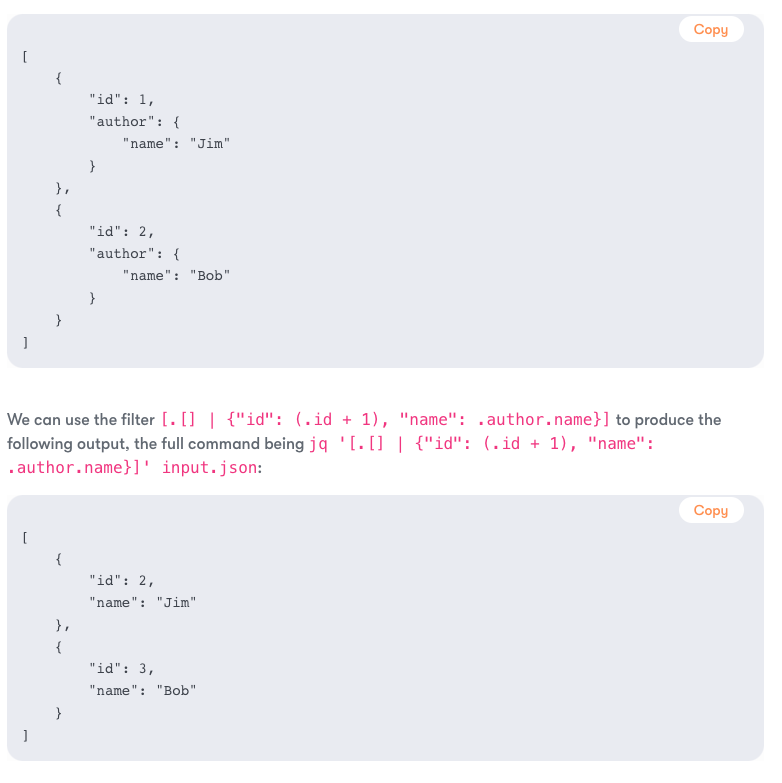 Copy
[
    {
        "id": 1,
        "author": {
            "name": "Jim"
        }
    },
    {
        "id": 2,
        "author": {
            "name": "Bob"
        }
    }
]
We can use the filter [.[] | {"id": (.id + 1), "name": .author.name}] to produce the
following output, the full command being jq '[.[] | {"id": (.id + 1), "name":
.author.name}]' input.json:
Copy
[
    {
        "id": 2,
        "name": "Jim"
    },
    {
        "id": 3,
        "name": "Bob"
    }
]